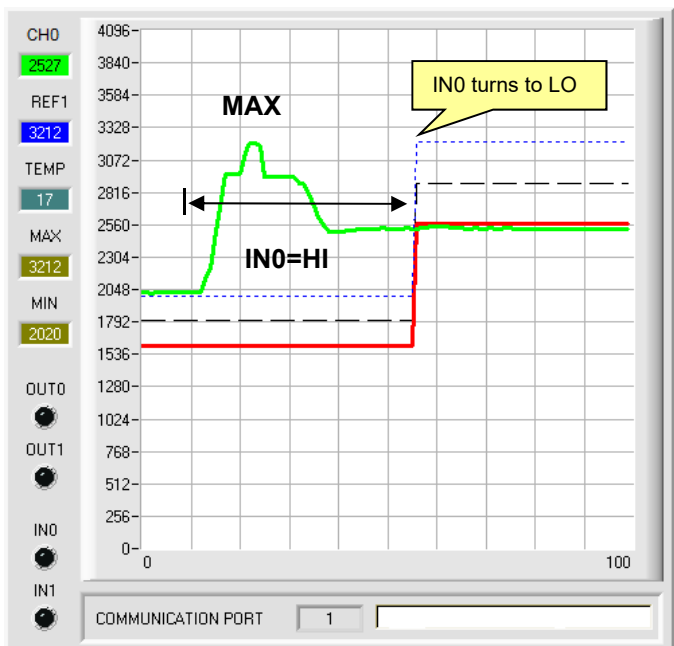 CH0
2527
REF1
3212
TEMP
17
MAX
3212
MIN
2020
OUT0
OUT1
IN0
IN1
4096
3840
3584
3328
3072
2816
2560
2304
2048
1792
1536
1280
1024
768
512
256
0
0
100
MAX
IN0=HI
IN0 turns to LO
COMMUNICATION PORT
1